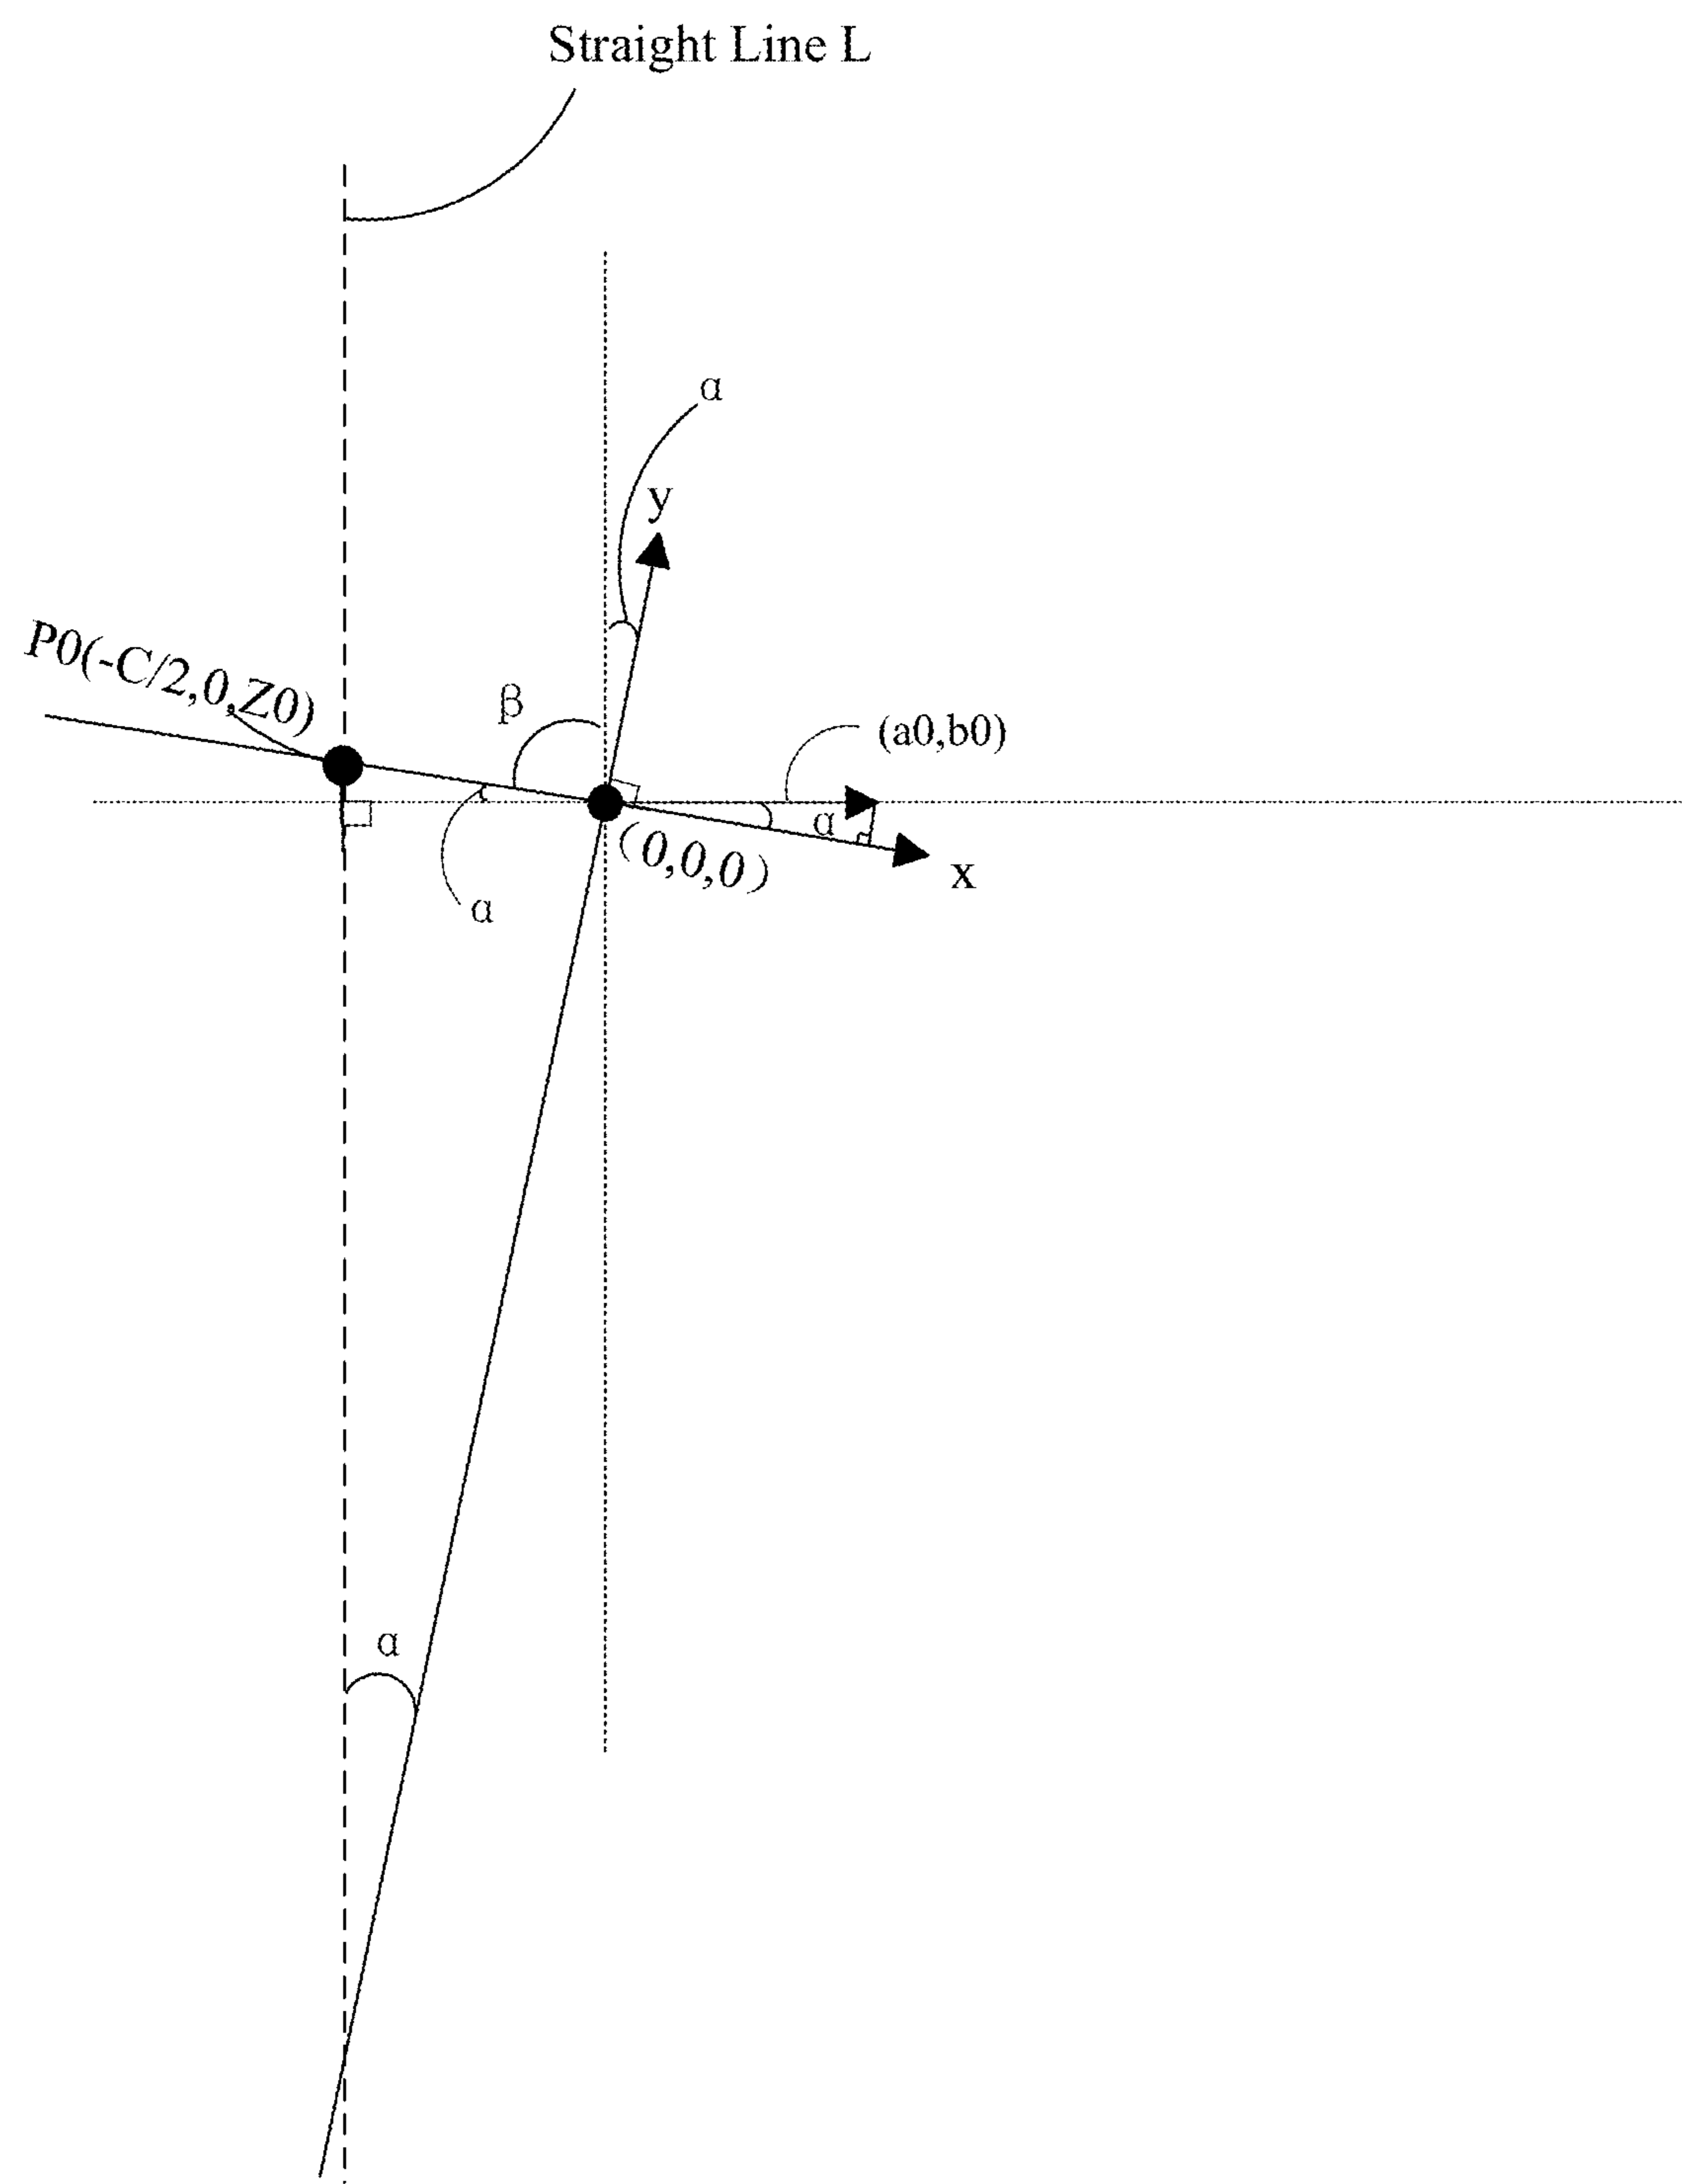 Straight Line L
α
y
P0(-C/2,0,Z0)
β
(a0,b0)
α
(0,0,0)
x
α
α